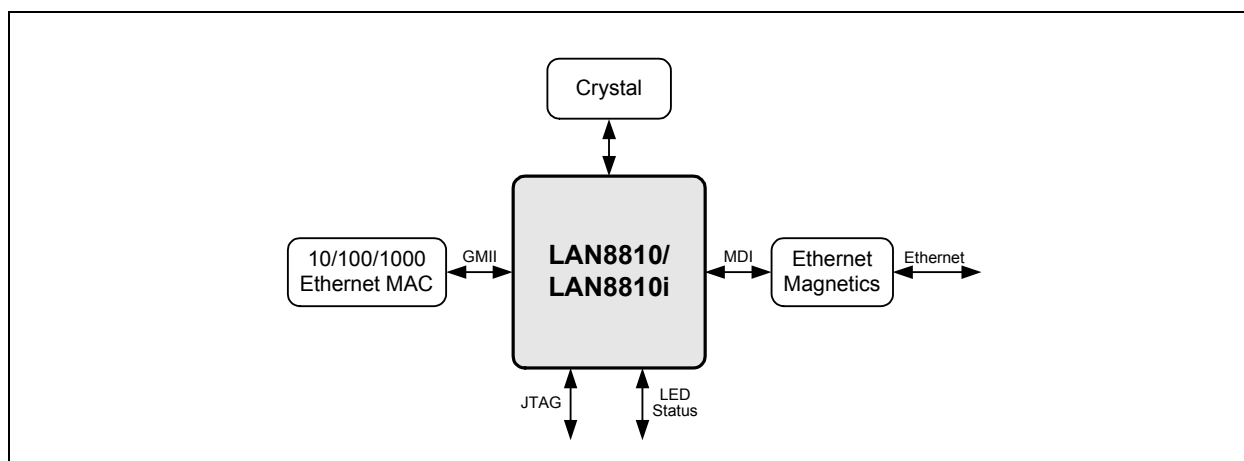 Crystal
10/100/1000
Ethernet MAC
GMII
LAN8810/
LAN8810i
MDI
Ethernet
Magnetics
Ethernet
JTAG
LED
Status